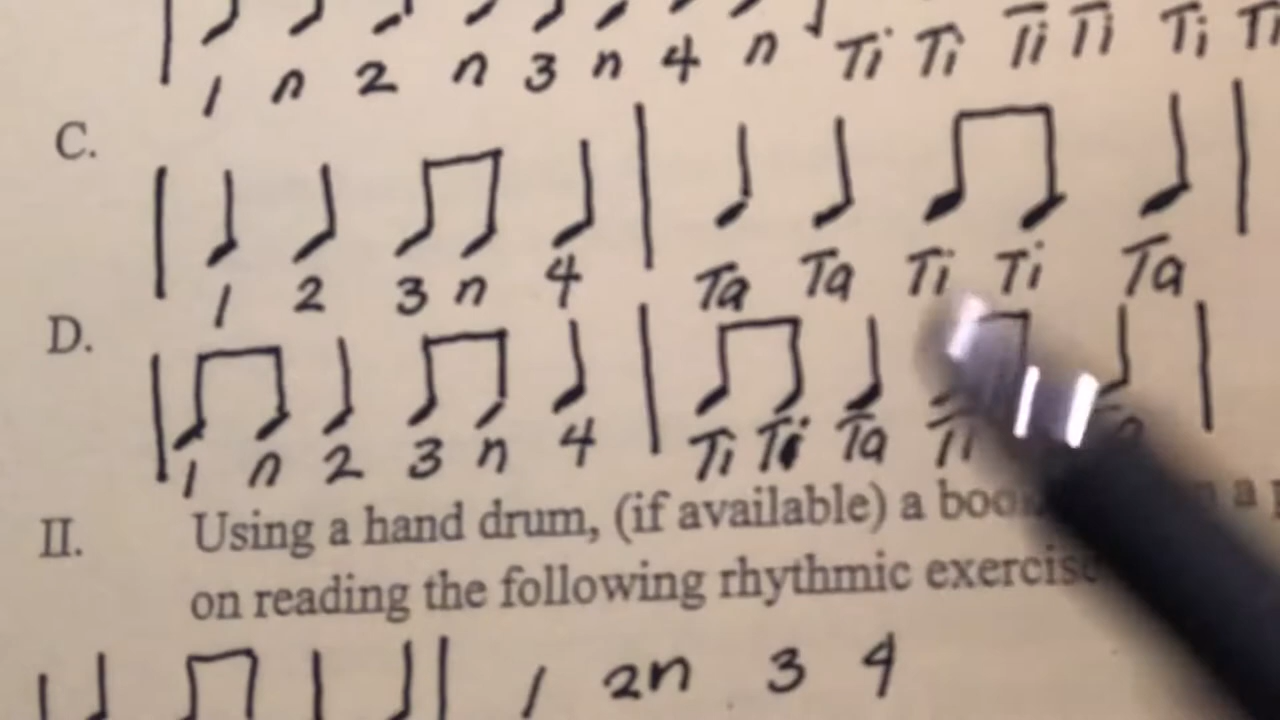 1 n 2 n 3 n 4 n Ti Ti Ti Ti Ti Ti
C.
1 2 3 n 4 Ta Ta Ti Ti Ta
D.
1 n 2 3 n 4 Ti Ti Ta Ti
II. Using a hand drum, (if available) a
on reading the following rhythmic
1 2n 3 4